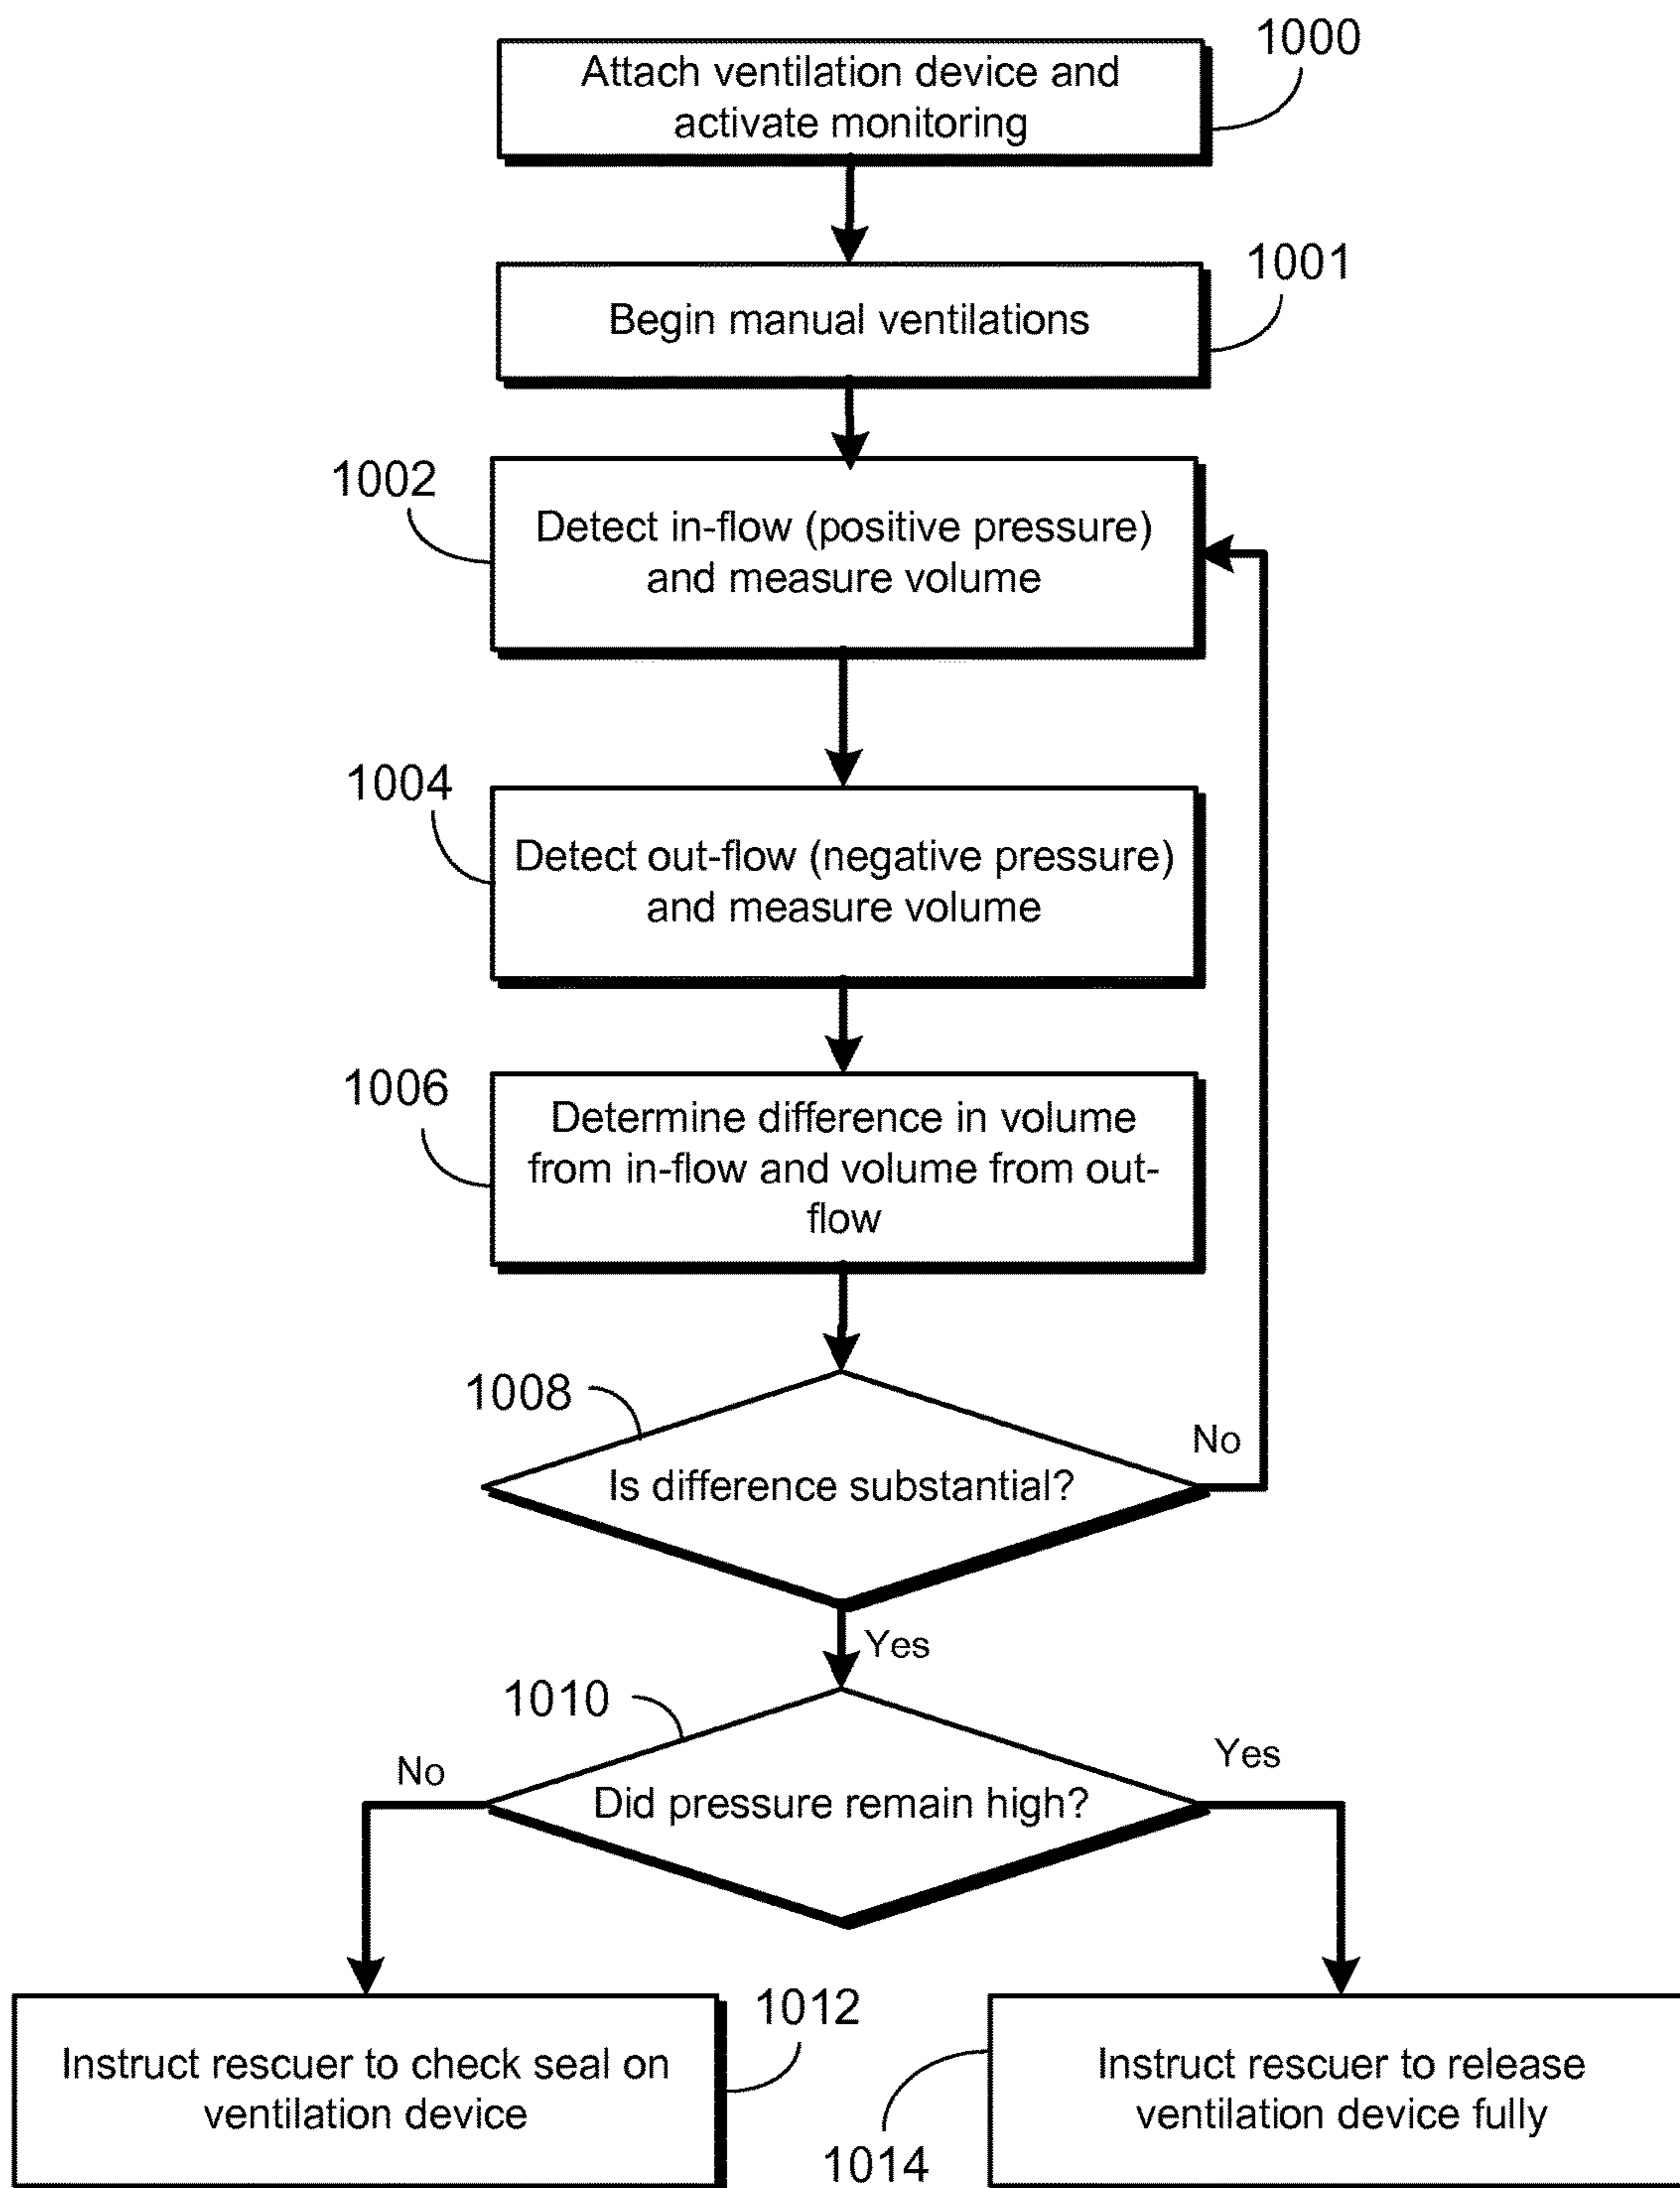 1000
Attach ventilation device and
activate monitoring
1001
Begin manual ventilations
1002
Detect in-flow (positive pressure)
and measure volume
1004
Detect out-flow (negative pressure)
and measure volume
1006
Determine difference in volume
from in-flow and volume from out-
flow
1008
No
Is difference substantial?
Yes
1010
No
Yes
Did pressure remain high?
1012
Instruct rescuer to check seal on
ventilation device
Instruct rescuer to release
ventilation device fully
1014